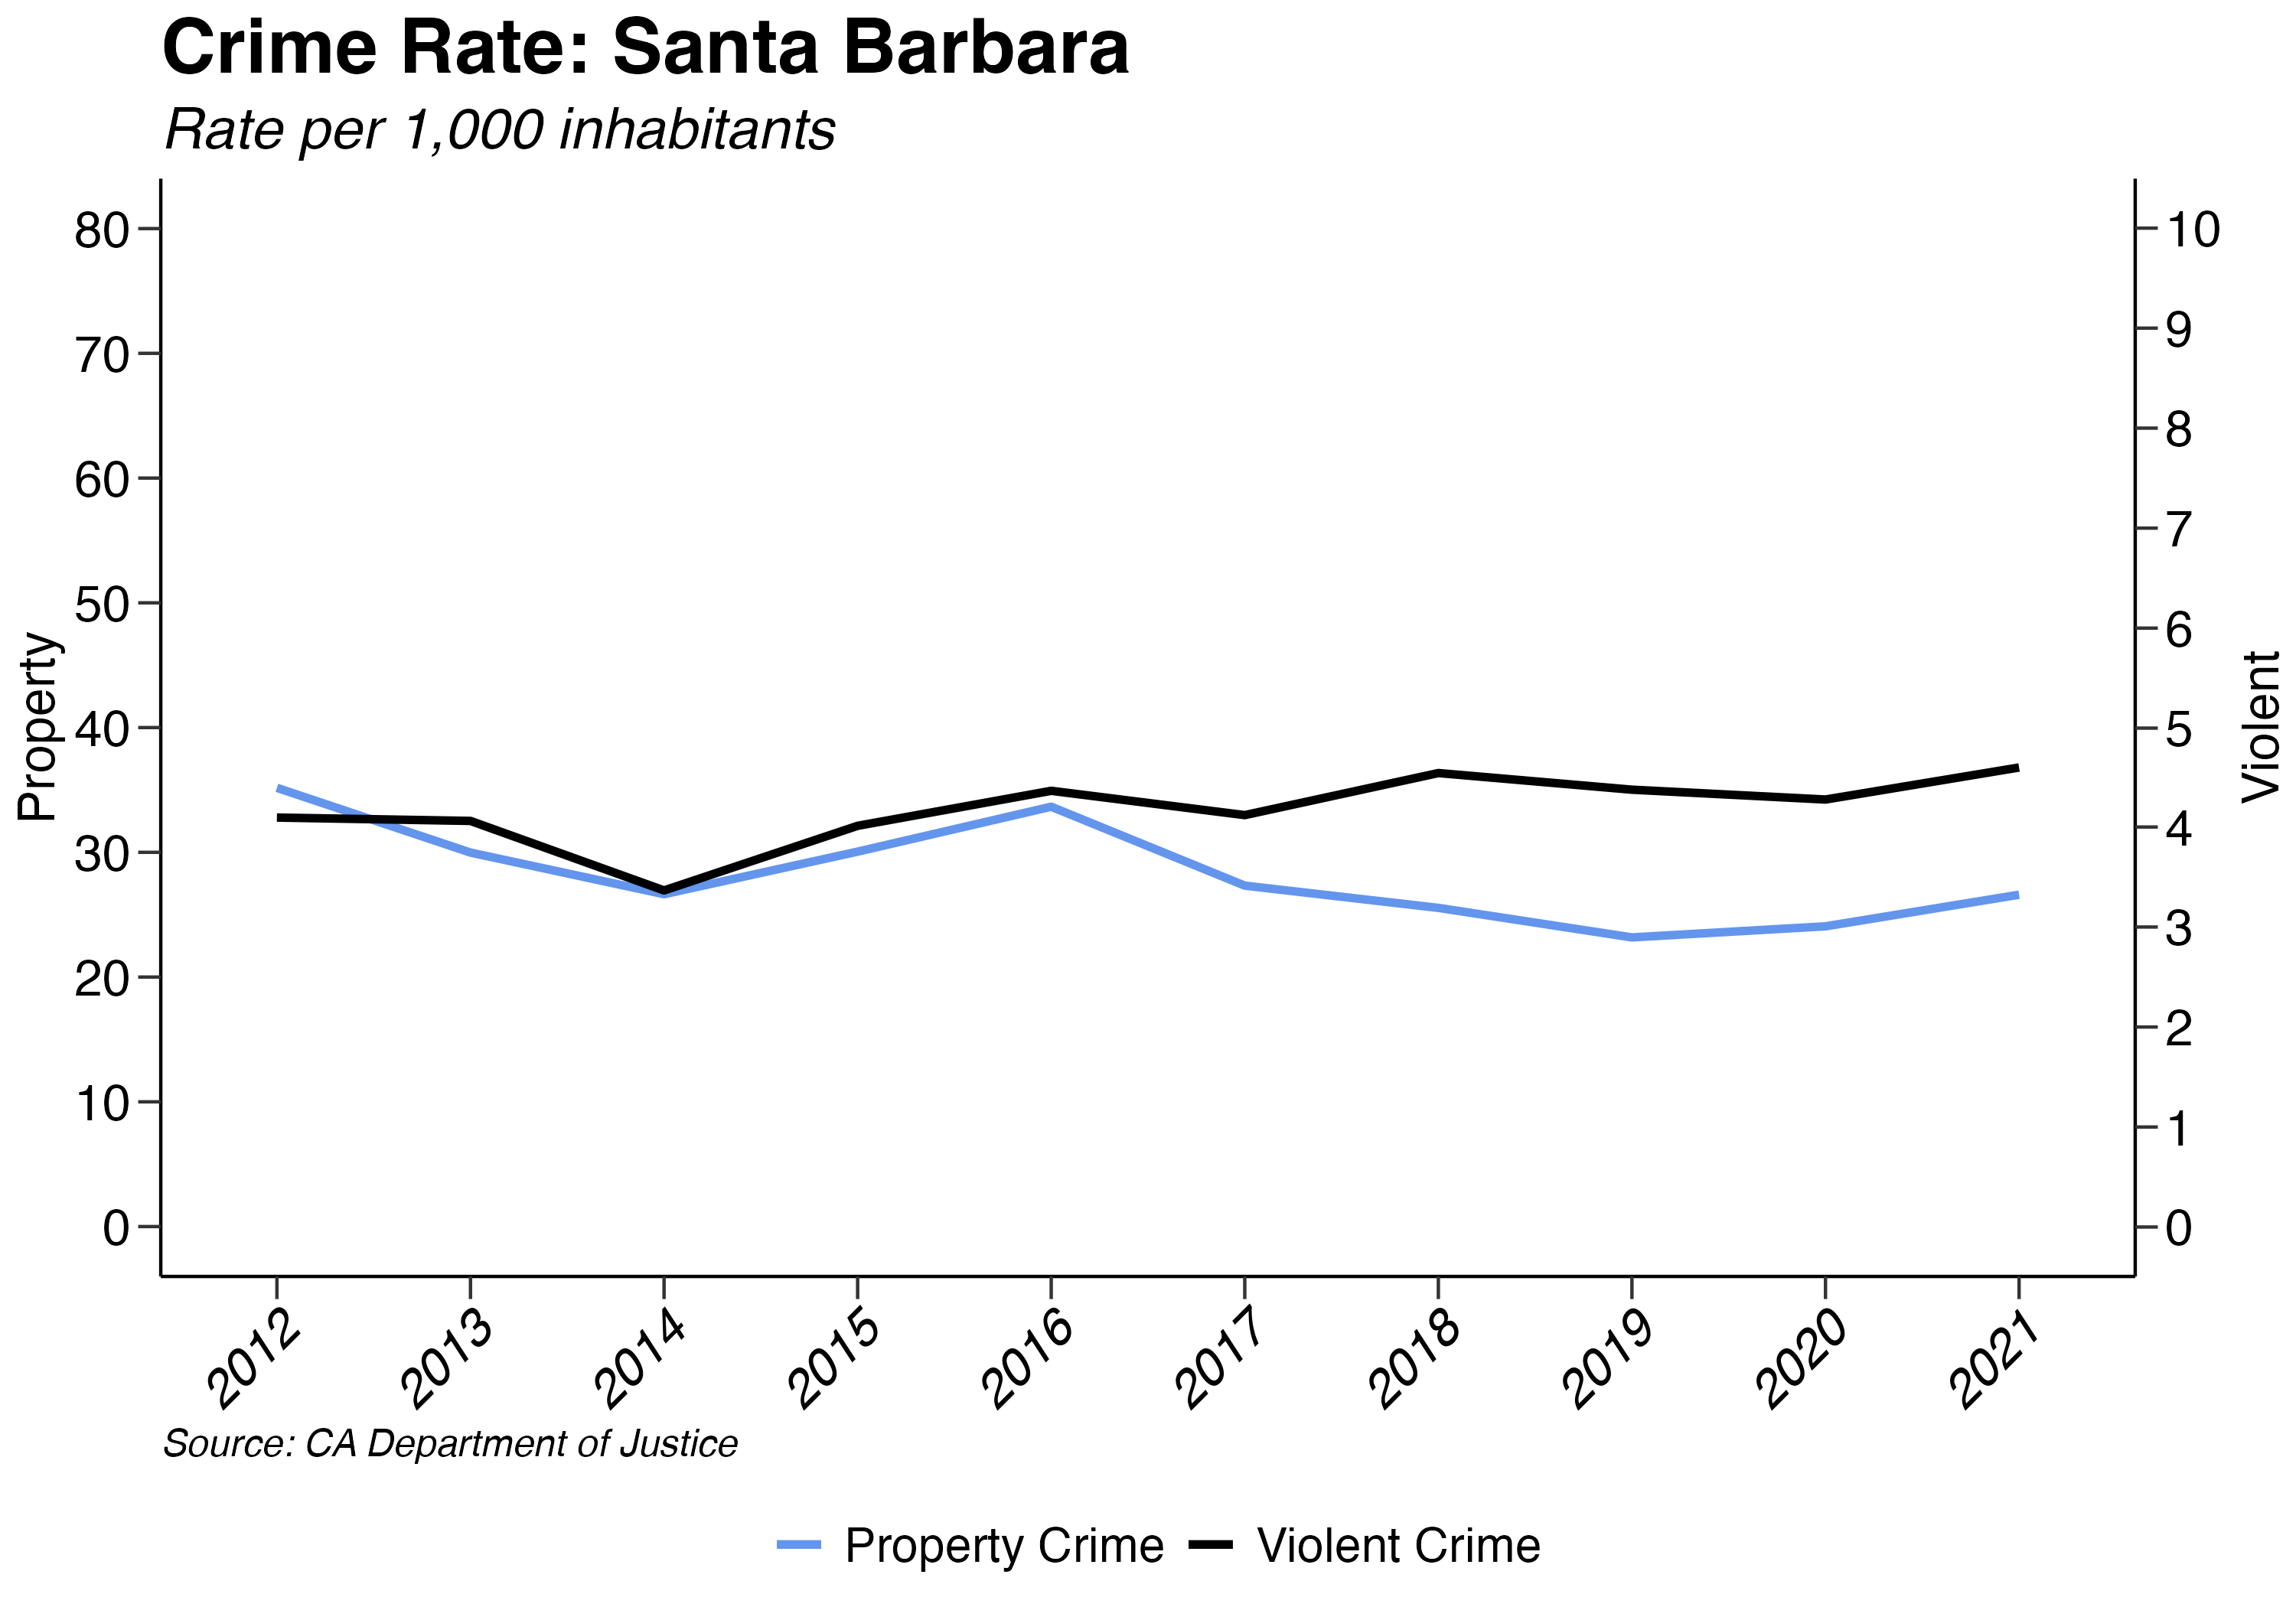 Crime Rate: Santa Barbara
Rate per 1,000 inhabitants
Property
80
70
60
50
40
30
20
10
0
10
9
8
7
6
5
4
3
2
1
0
Violent
2012 2013 2014 2015 2016 2017 2018 2019 2020 2021
Source: CA Department of Justice
Property Crime Violent Crime